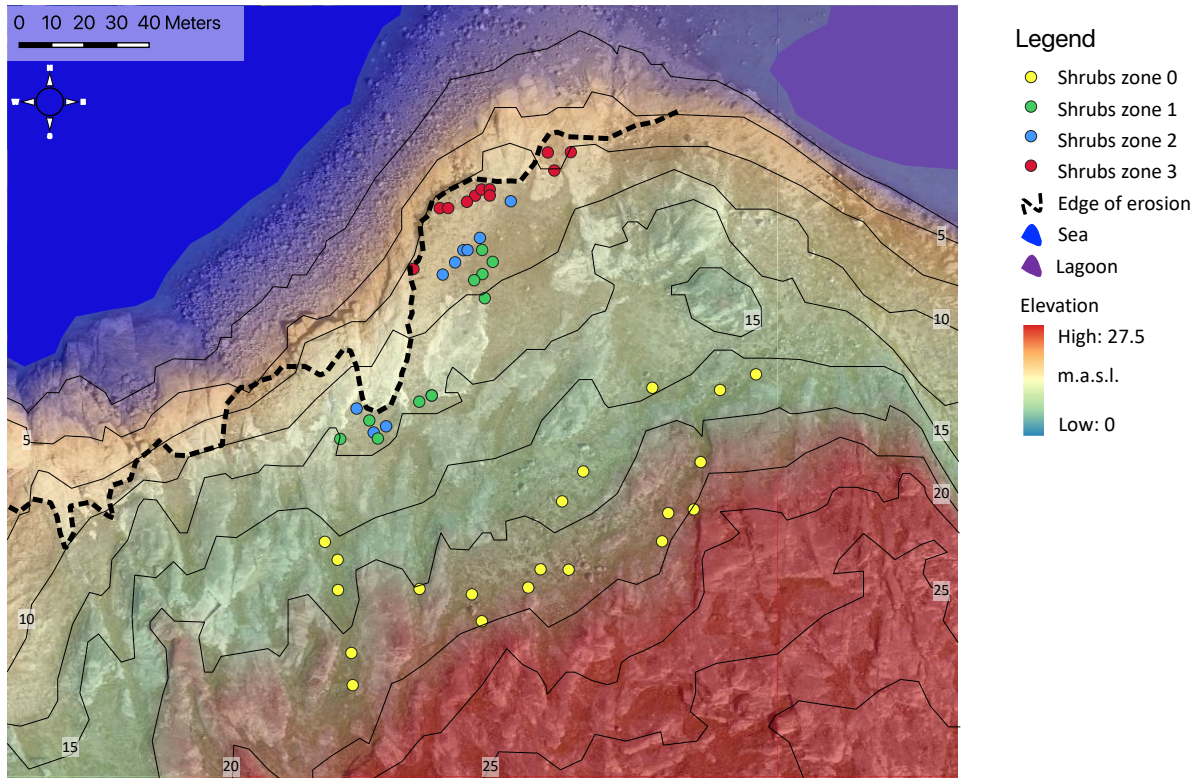 0 10 20 30 40 Meters
5
10
15
15
5
20
10
25
15
20
25
Legend
Shrubs zone 0
Shrubs zone 1
Shrubs zone 2
Shrubs zone 3
Edge of erosion
Sea
Lagoon
Elevation
High: 27.5
m.a.s.l.
Low: 0